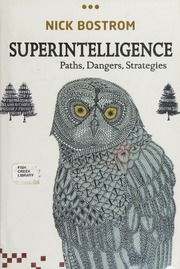 NICK BOSTROM
SUPERINTELLIGENCE
Paths, Dangers, Strategies
FISH
CREEK
LIBRARY